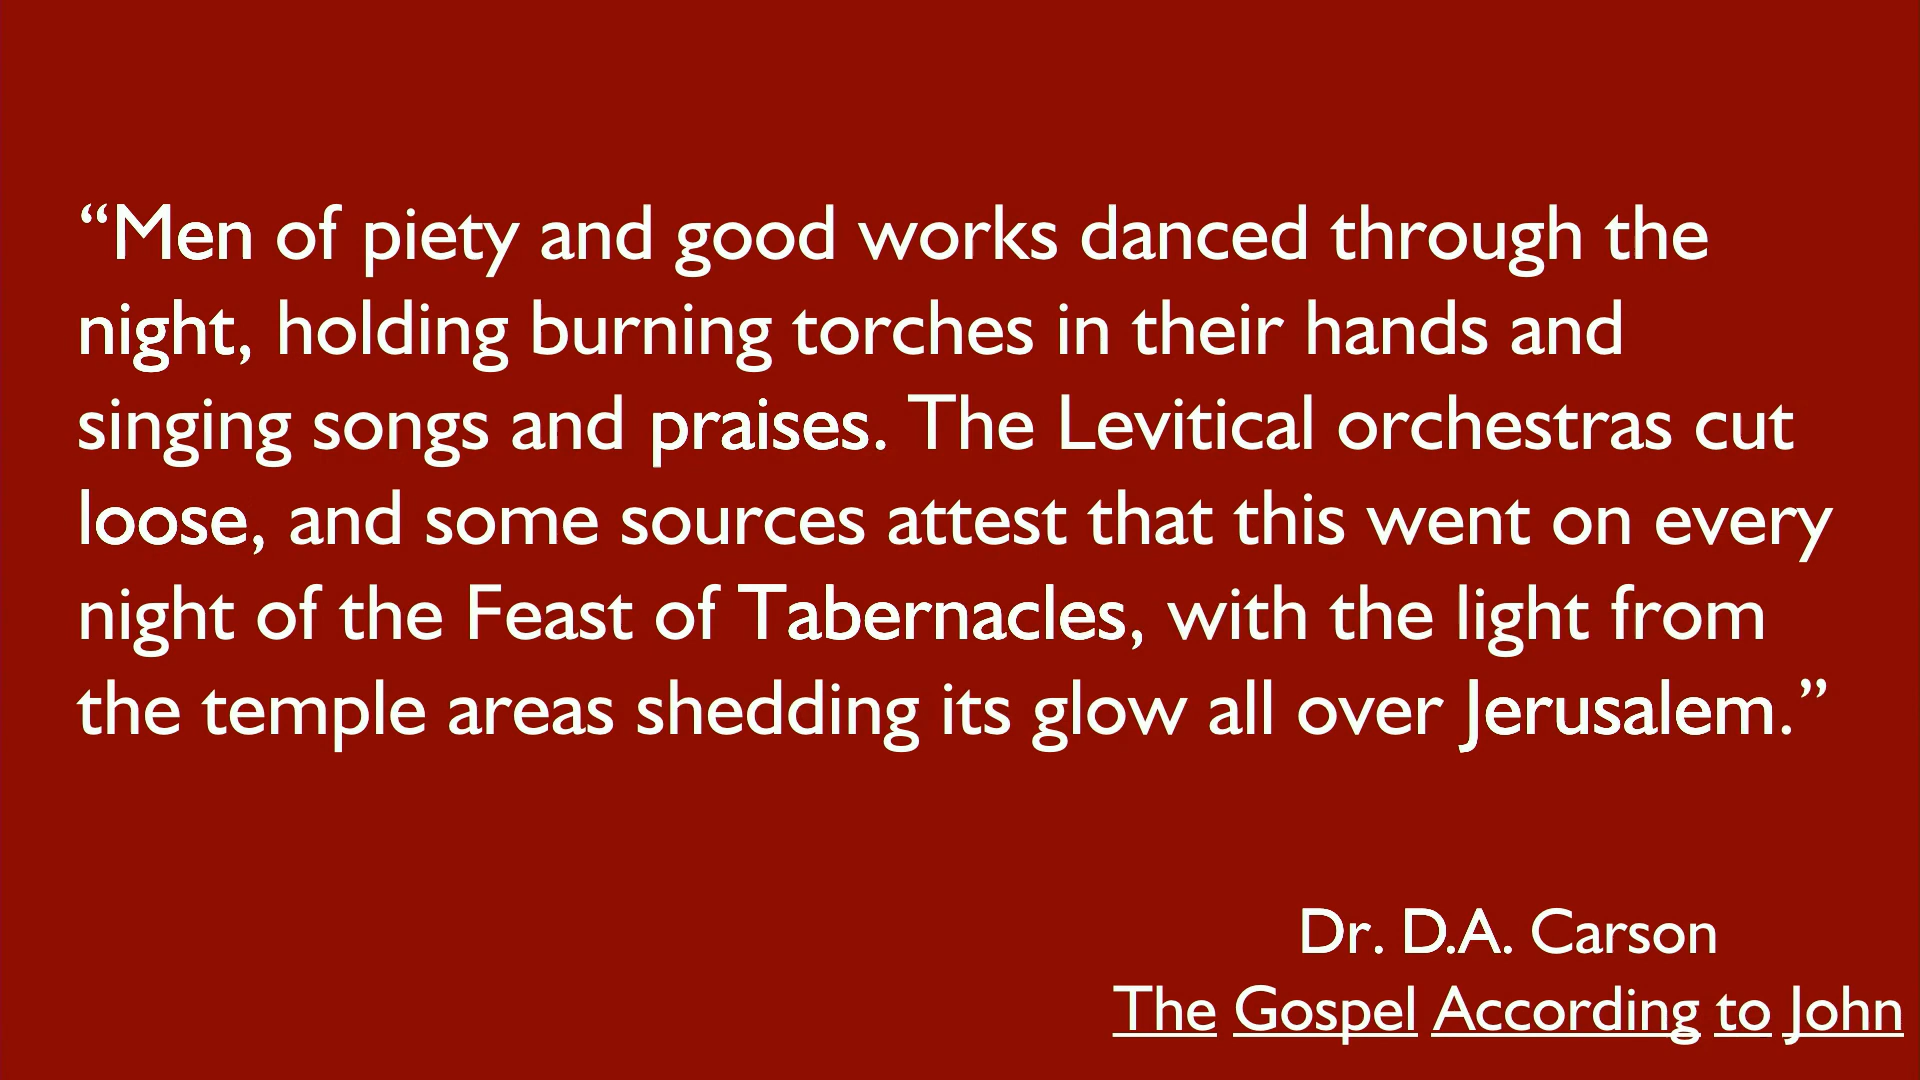 “Men of piety and good works danced through the
night, holding burning torches in their hands and
singing songs and praises. The Levitical orchestras cut
loose, and some sources attest that this went on every
night of the Feast of Tabernacles, with the light from
the temple areas shedding its glow all over Jerusalem.”
Dr. D.A. Carson
The Gospel According to John